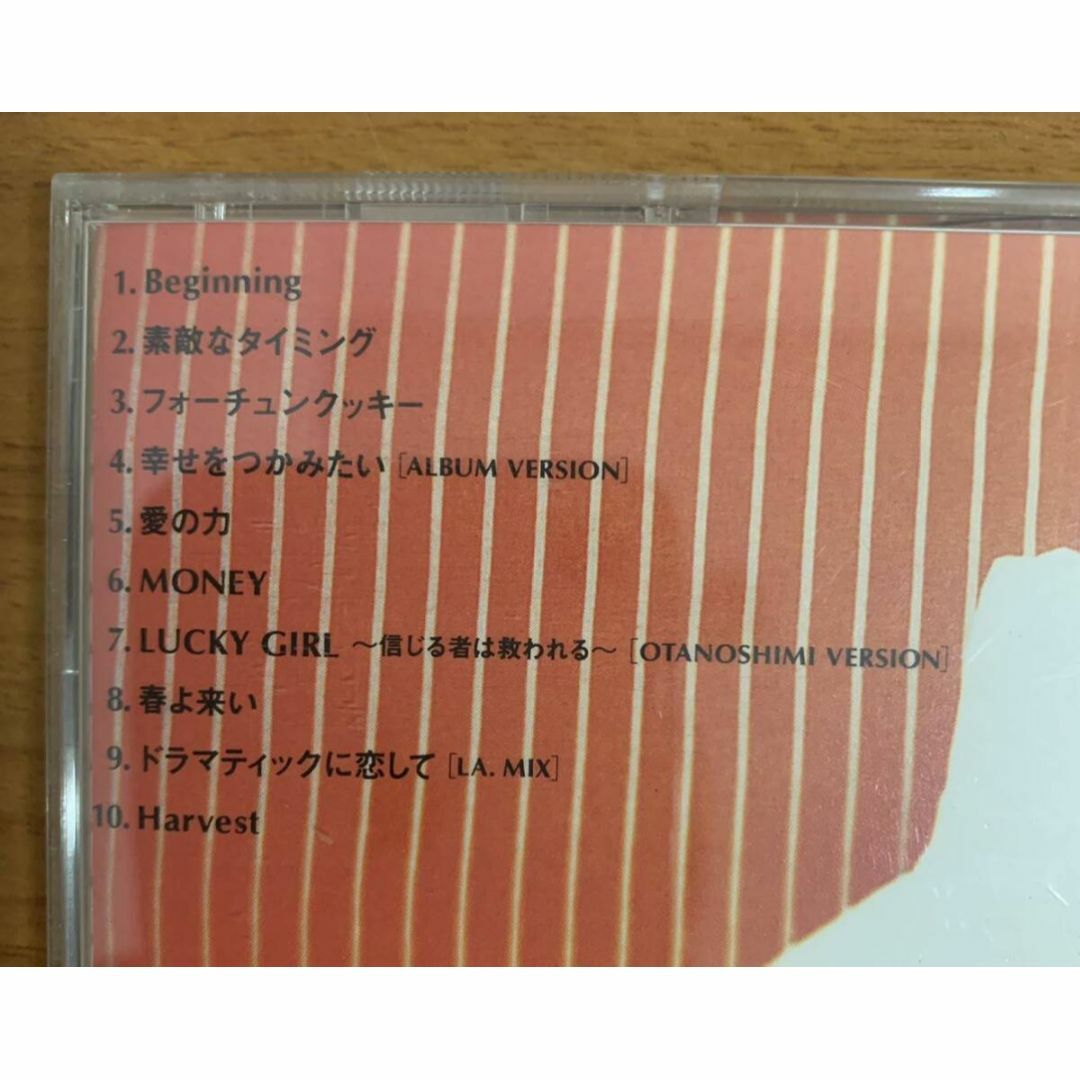 1. Beginning
2. 素敵なタイミング
3. フォーチュンクッキー
4. 幸せをつかみたい [ALBUM VERSION]
5. 愛の力
6. MONEY
7. LUCKY GIRL 〜信じる者は救われる〜 [OTANOSHIMI VERSION]
8. 春よ来い
9. ドラマティックに恋して [LA. MIX]
10. Harvest